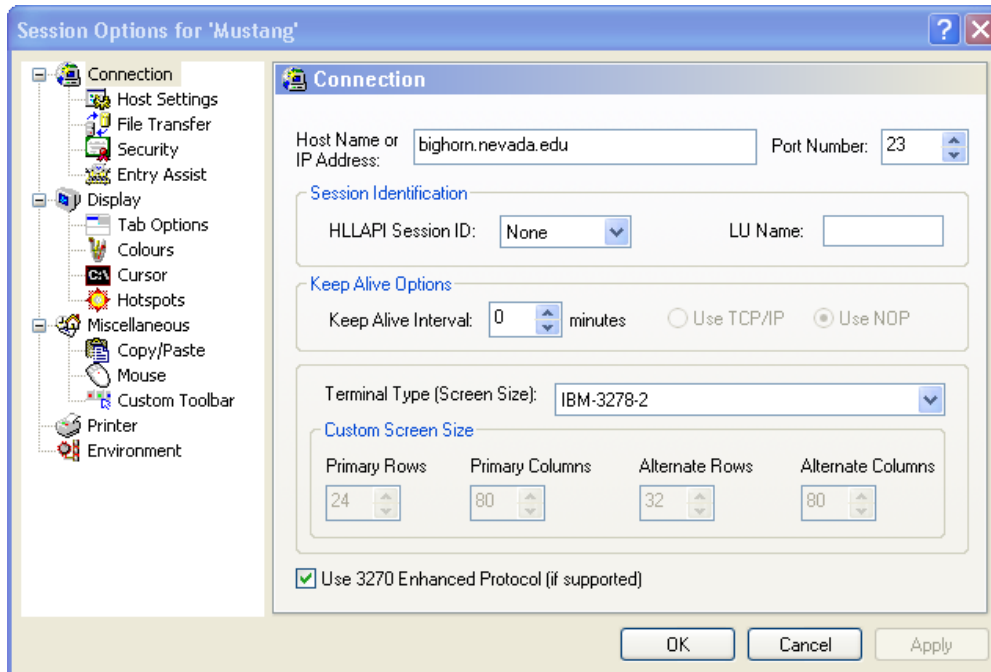 Session Options for 'Mustang'
Connection
Host Settings
File Transfer
Security
Entry Assist
Display
Tab Options
Colours
C:\ Cursor
Hotspots
Miscellaneous
Copy/Paste
Mouse
Custom Toolbar
Printer
Environment
Connection
Host Name or
IP Address: bighorn.nevada.edu Port Number: 23
Session Identification
HLLAPI Session ID: None LU Name:
Keep Alive Options
Keep Alive Interval: 0 minutes Use TCP/IP Use NOP
Terminal Type (Screen Size): IBM-3278-2
Custom Screen Size
Primary Rows Primary Columns Alternate Rows Alternate Columns
24 80 32 80
Use 3270 Enhanced Protocol (if supported)
OK Cancel Apply